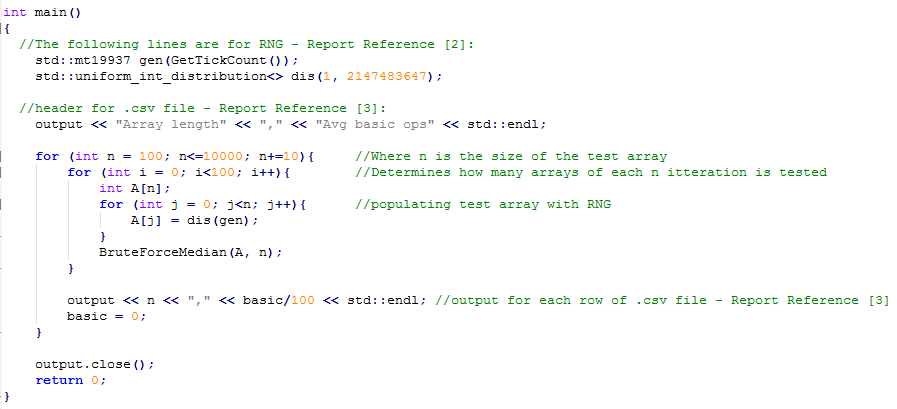 int main()
{
//The following lines are for RNG - Report Reference [2]:
std::mt19937 gen(GetTickCount());
std::uniform_int_distribution<> dis(1, 2147483647);
//header for .csv file - Report Reference [3]:
output << "Array length" << "," << "Avg basic ops" << std::endl;
for (int n = 100; n<=10000; n+=10){ //Where n is the size of the test array
for (int i = 0; i<100; i++){ //Determines how many arrays of each n itteration is tested
int A[n];
for (int j = 0; j<n; j++){ //populating test array with RNG
A[j] = dis(gen);
}
BruteForceMedian(A, n);
}
output << n << "," << basic/100 << std::endl; //output for each row of .csv file - Report Reference [3]
basic = 0;
}
output.close();
return 0;
}